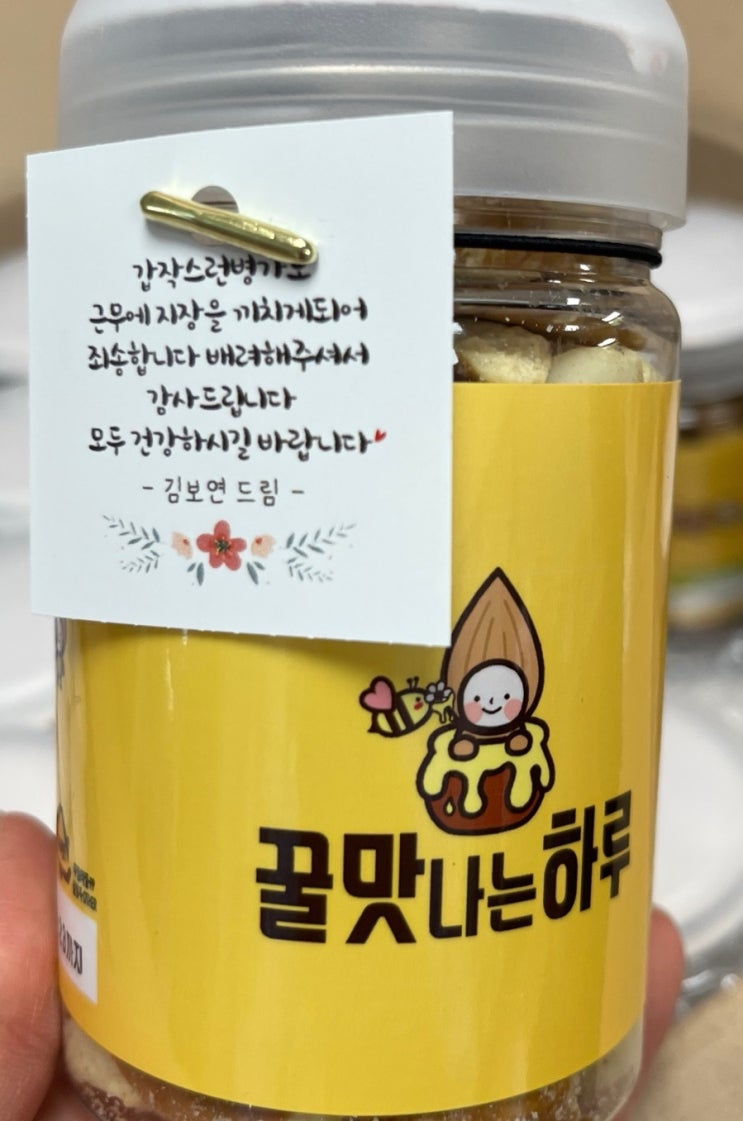 갑작스런병가로
근무에 지장을 끼치게되어
죄송합니다 배려해주셔서
감사드립니다
모두 건강하시길 바랍니다
- 김보연 드림 -
꿀맛나는하루
까지